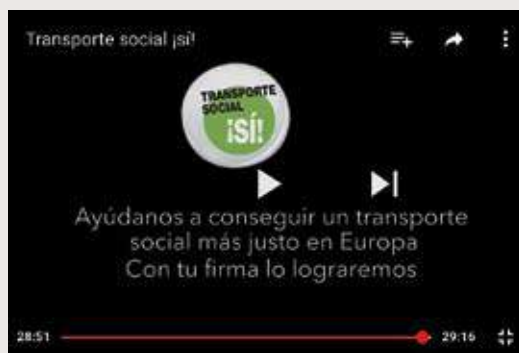 Transporte social ¡sí!
TRANSPORTE
SOCIAL
¡SÍ!
Ayúdanos a conseguir un transporte
social más justo en Europa
Con tu firma lo lograremos
28:51 29:16